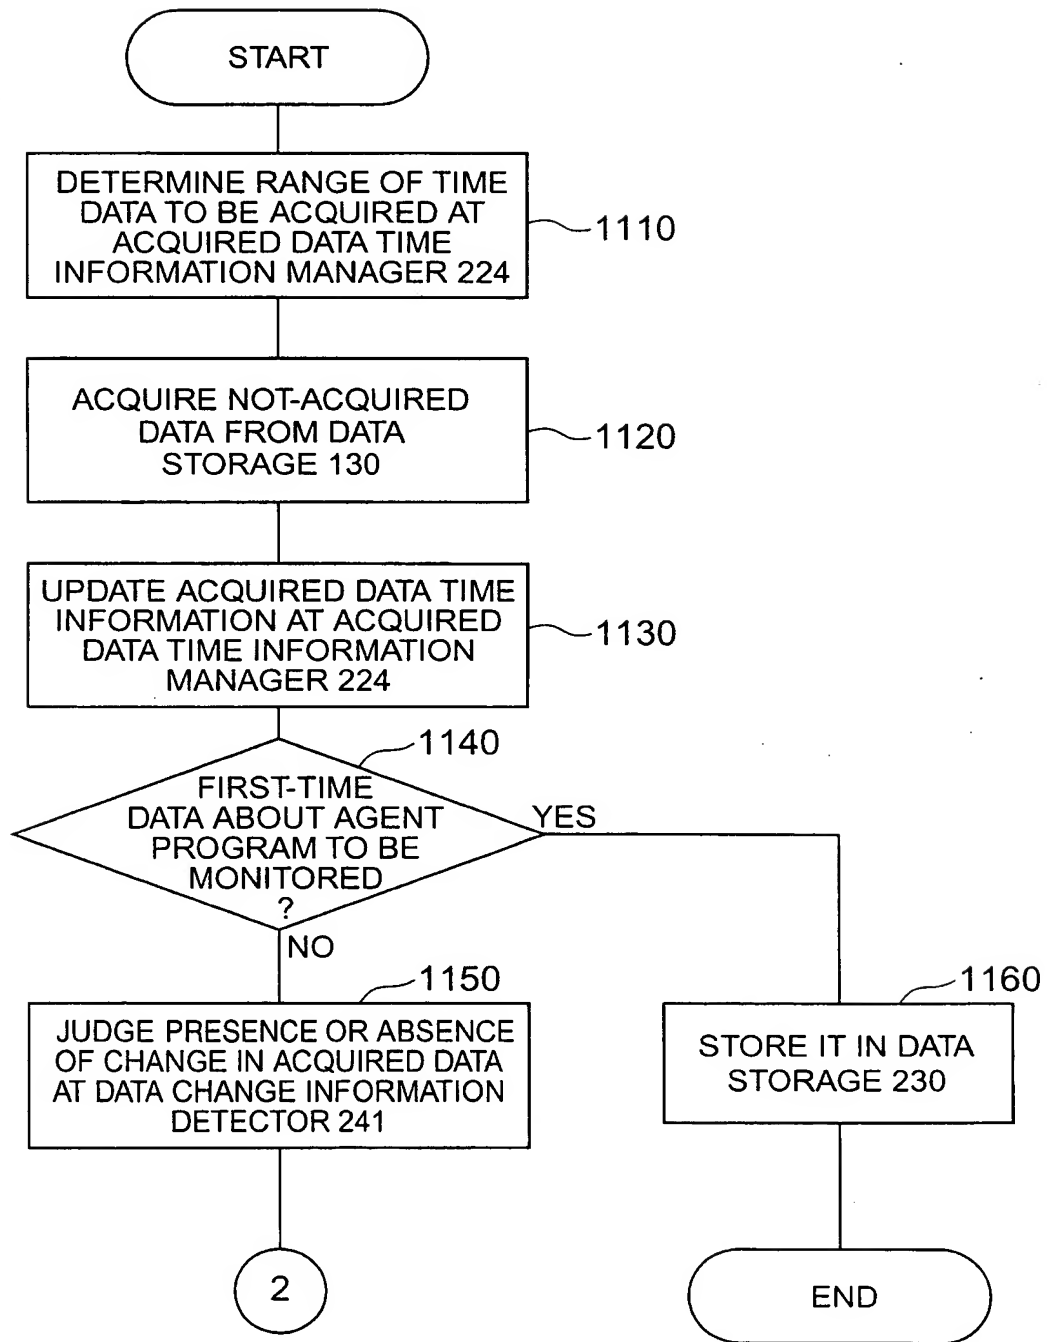 START
DETERMINE RANGE OF TIME
DATA TO BE ACQUIRED AT
ACQUIRED DATA TIME
INFORMATION MANAGER 224
1110
ACQUIRE NOT-ACQUIRED
DATA FROM DATA
STORAGE 130
1120
UPDATE ACQUIRED DATA TIME
INFORMATION AT ACQUIRED
DATA TIME INFORMATION
MANAGER 224
1130
1140
FIRST-TIME
DATA ABOUT AGENT
PROGRAM TO BE
MONITORED
?
YES
NO
1150
JUDGE PRESENCE OR ABSENCE
OF CHANGE IN ACQUIRED DATA
AT DATA CHANGE INFORMATION
DETECTOR 241
1160
STORE IT IN DATA
STORAGE 230
2
END